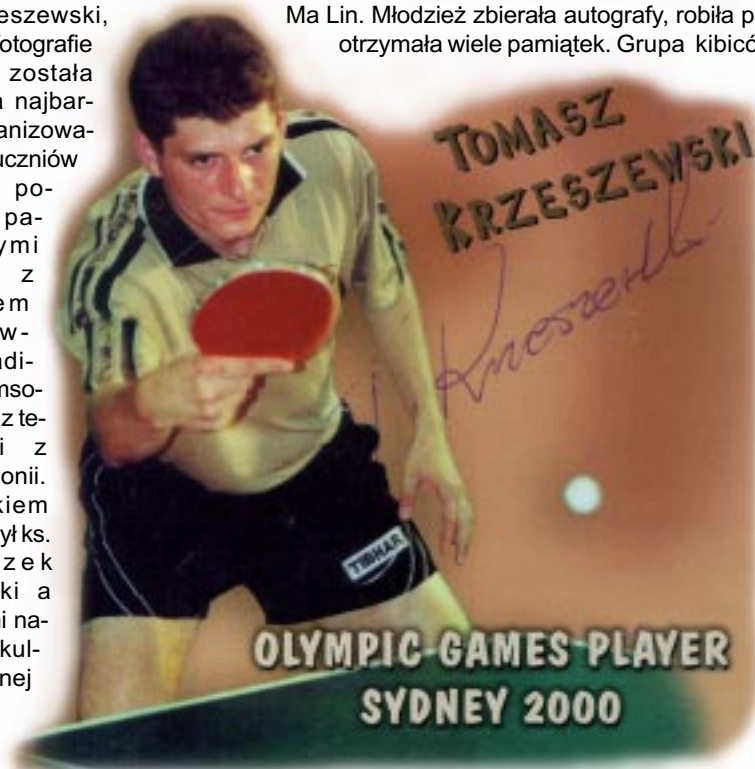 eszewski,
otografie
została
a najbar-
anizowa-
uczniów
po-
pa-
ymi
z
em
w-
adi-
mso-
z te-
i z
onii.
kiem
ył ks.
zek
ki a
i na-
kul-
nej
Ma Lin. Młodzież zbierała autografy, robiła p
otrzymała wiele pamiątek. Grupa kibicó
TOMASZ
KRZESZEWSKI
TIBHAR
OLYMPIC GAMES PLAYER
SYDNEY 2000